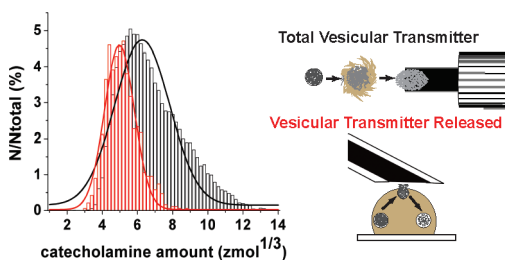 N/Ntotal (%)
5
4
3
2
1
0
2 4 6 8 10 12 14
catecholamine amount (zmol1/3)
Total Vesicular Transmitter
Vesicular Transmitter Released